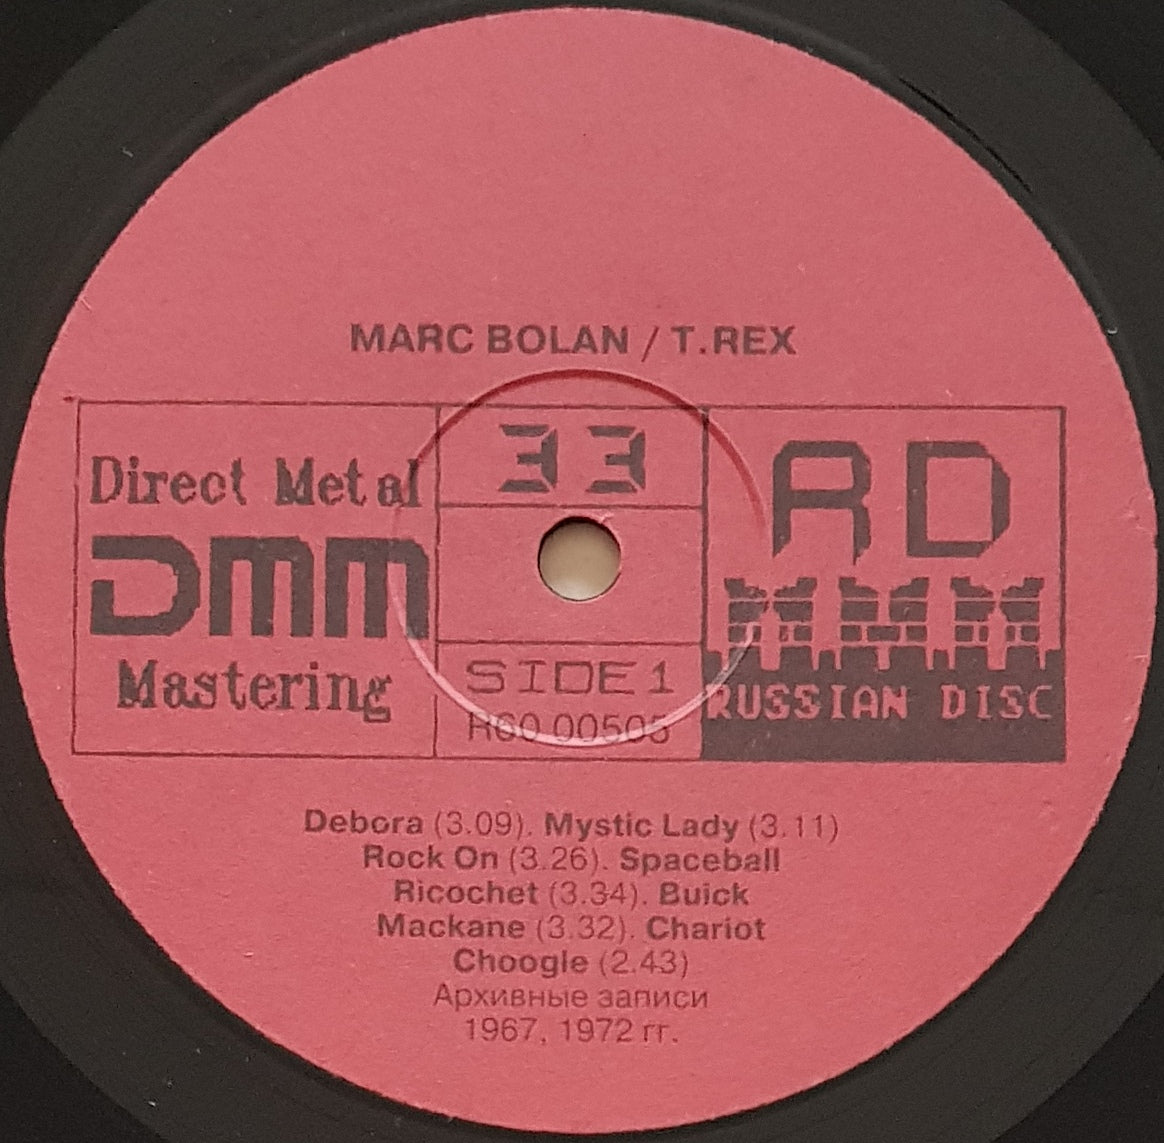 MARC BOLAN / T.REX
Direct Metal
DMM
Mastering
33
SIDE 1
R60 00505
RD
RUSSIAN DISC
Debora (3.09). Mystic Lady (3.11)
Rock On (3.26). Spaceball
Ricochet (3.34). Buick
Mackane (3.32). Chariot
Choogle (2.43)
Архивные записи
1967, 1972 гг.